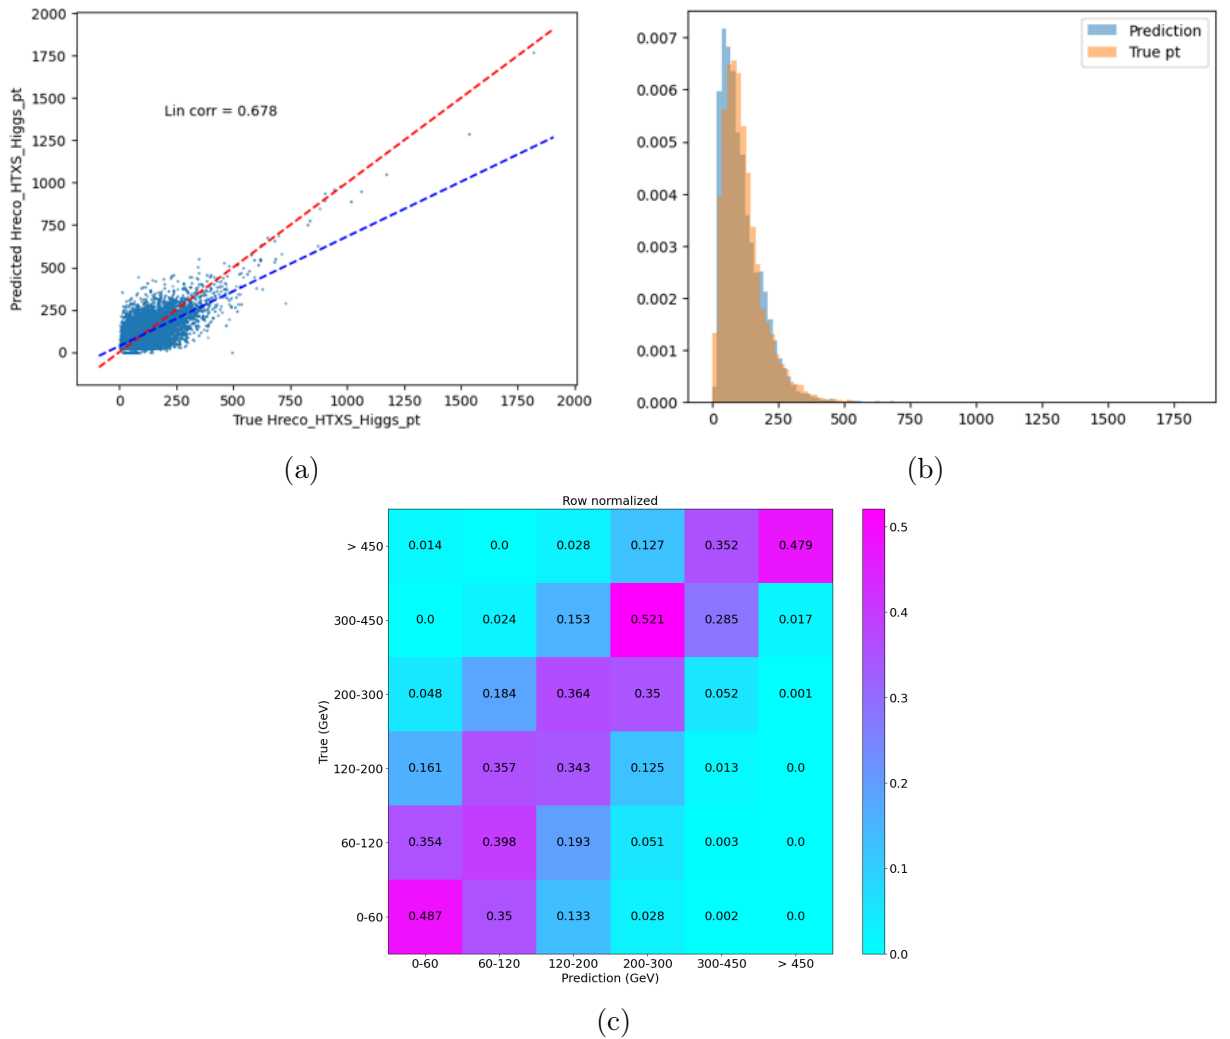 2000
1750
1500
1250
1000
750
500
250
0
Predicted Hreco_HTXS_Higgs_pt
Lin corr = 0.678
0 250 500 750 1000 1250 1500 1750 2000
True Hreco_HTXS_Higgs_pt
(a)
0.007
0.006
0.005
0.004
0.003
0.002
0.001
0.000
Prediction
True pt
0 250 500 750 1000 1250 1500 1750
(b)
Row normalized
True (GeV)
> 450 0.014 0.0 0.028 0.127 0.352 0.479
300-450 0.0 0.024 0.153 0.521 0.285 0.017
200-300 0.048 0.184 0.364 0.35 0.052 0.001
120-200 0.161 0.357 0.343 0.125 0.013 0.0
60-120 0.354 0.398 0.193 0.051 0.003 0.0
0-60 0.487 0.35 0.133 0.028 0.002 0.0
0-60 60-120 120-200 200-300 300-450 > 450
Prediction (GeV)
0.5
0.4
0.3
0.2
0.1
0.0
(c)